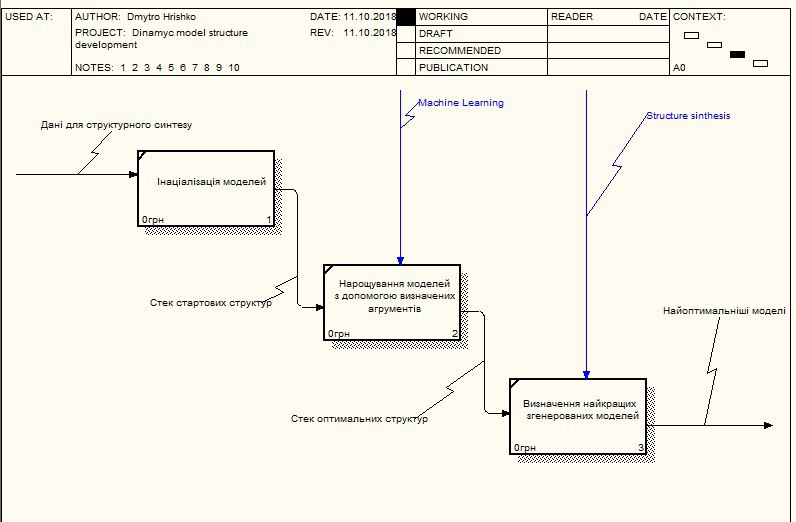 USED AT:
AUTHOR: Dmytro Hrishko
DATE: 11.10.2018
PROJECT: Dinamyc model structure
development
REV: 11.10.2018
NOTES: 1 2 3 4 5 6 7 8 9 10
WORKING
DRAFT
RECOMMENDED
PUBLICATION
READER
DATE
CONTEXT:
A0
Machine Learning
Structure sinthesis
Дані для структурного синтезу
Інаціалізація моделей
0грн
1
Стек стартових структур
Нарощування моделей
з допомогою визначених
агрументів
0грн
2
Найоптимальніші моделі
Стек оптимальних структур
Визначення найкращих
згенерованих моделей
0грн
3